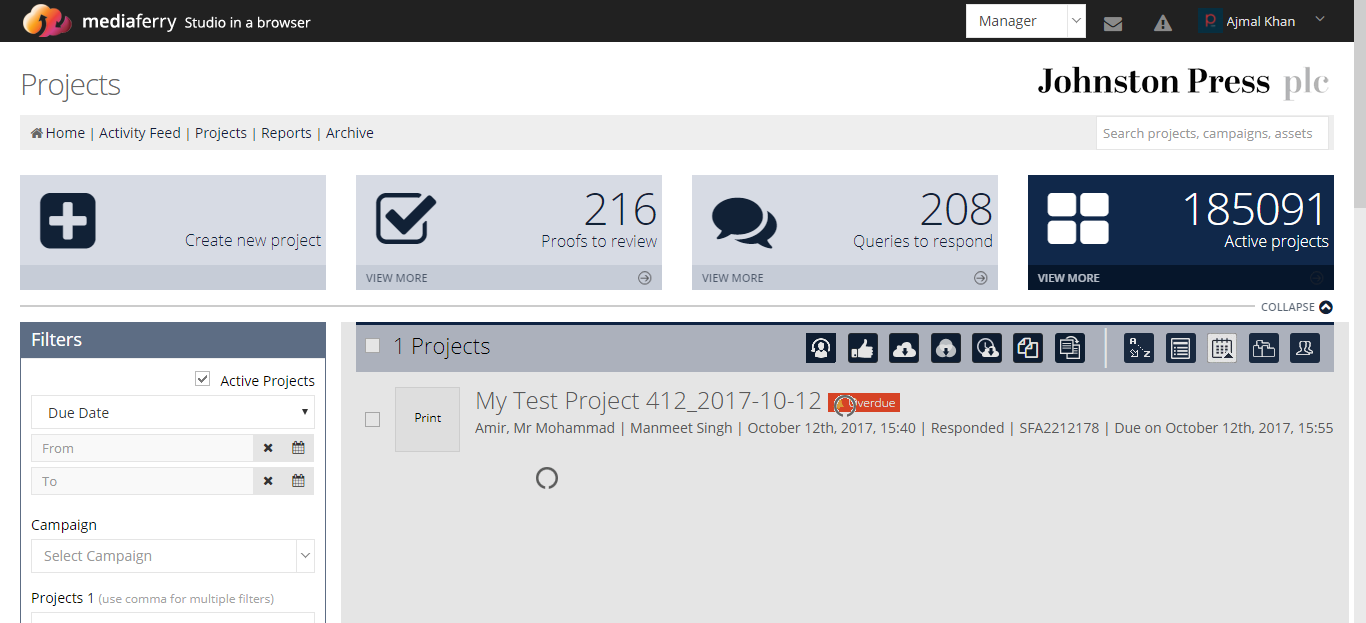 mediaferry Studio in a browser
Manager
Ajmal Khan
Projects
Johnston Press plc
Home | Activity Feed | Projects | Reports | Archive
Search projects, campaigns, assets
Create new project
216
Proofs to review
VIEW MORE
208
Queries to respond
VIEW MORE
185091
Active projects
VIEW MORE
COLLAPSE
Filters
Active Projects
Due Date
From
To
Campaign
Select Campaign
Projects 1 (use comma for multiple filters)
1 Projects
A
Z
Print
My Test Project 412_2017-10-12 Overdue
Amir, Mr Mohammad | Manmeet Singh | October 12th, 2017, 15:40 | Responded | SFA2212178 | Due on October 12th, 2017, 15:55